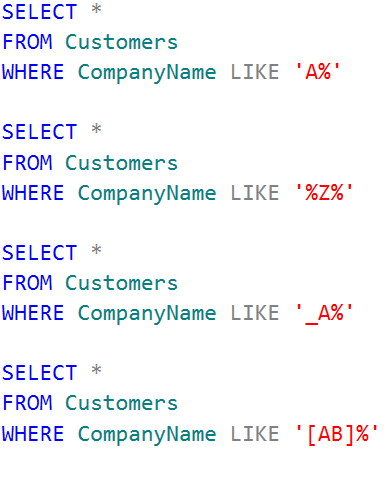 SELECT *
FROM Customers
WHERE CompanyName LIKE 'A%'
SELECT *
FROM Customers
WHERE CompanyName LIKE '%Z%'
SELECT *
FROM Customers
WHERE CompanyName LIKE '_A%'
SELECT *
FROM Customers
WHERE CompanyName LIKE '[AB]%'